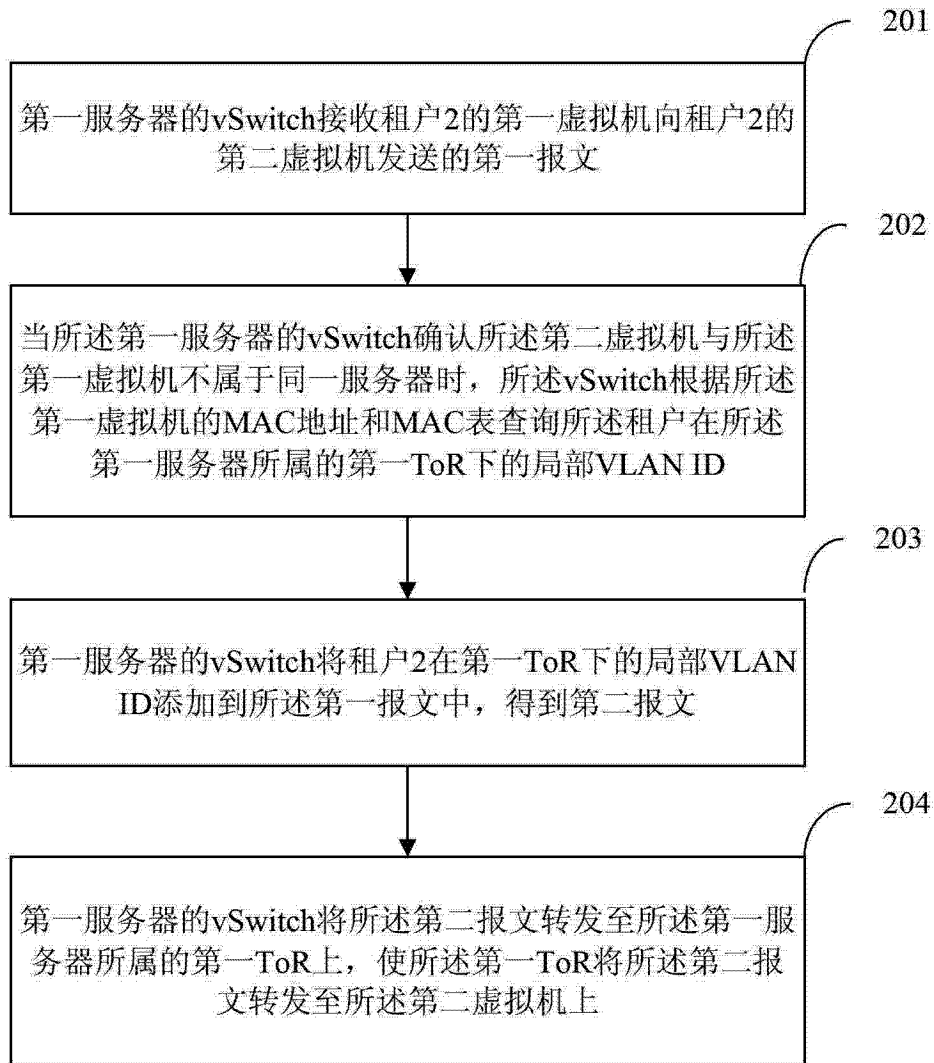 201
第一服务器的vSwitch接收租户2的第一虚拟机向租户2的
第二虚拟机发送的第一报文
202
当所述第一服务器的vSwitch确认所述第二虚拟机与所述
第一虚拟机不属于同一服务器时，所述vSwitch根据所述
第一虚拟机的MAC地址和MAC表查询所述租户在所述
第一服务器所属的第一ToR下的局部VLAN ID
203
第一服务器的vSwitch将租户2在第一ToR下的局部VLAN
ID添加到所述第一报文中，得到第二报文
204
第一服务器的vSwitch将所述第二报文转发至所述第一服
务器所属的第一ToR上，使所述第一ToR将所述第二报
文转发至所述第二虚拟机上